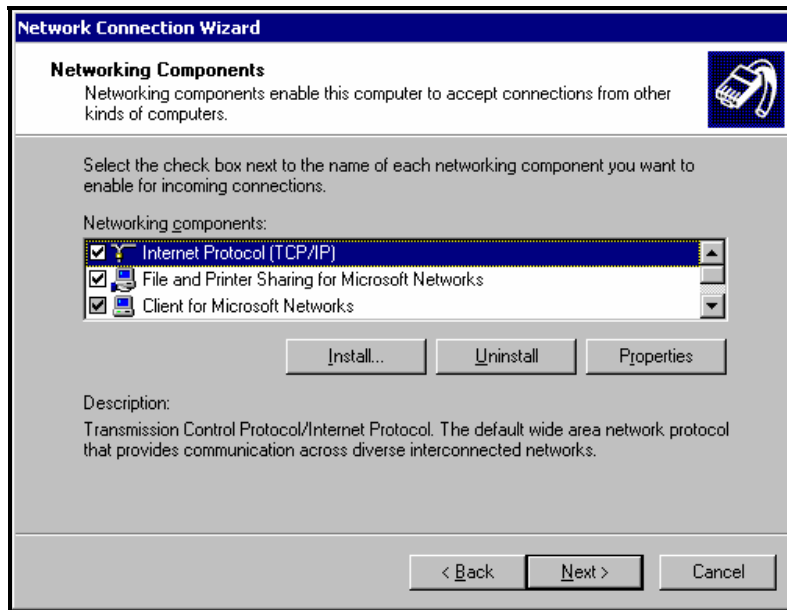 Network Connection Wizard
Networking Components
Networking components enable this computer to accept connections from other
kinds of computers.
Select the check box next to the name of each networking component you want to
enable for incoming connections.
Networking components:
Internet Protocol (TCP/IP)
File and Printer Sharing for Microsoft Networks
Client for Microsoft Networks
Install...
Uninstall
Properties
Description:
Transmission Control Protocol/Internet Protocol. The default wide area network protocol
that provides communication across diverse interconnected networks.
< Back
Next >
Cancel